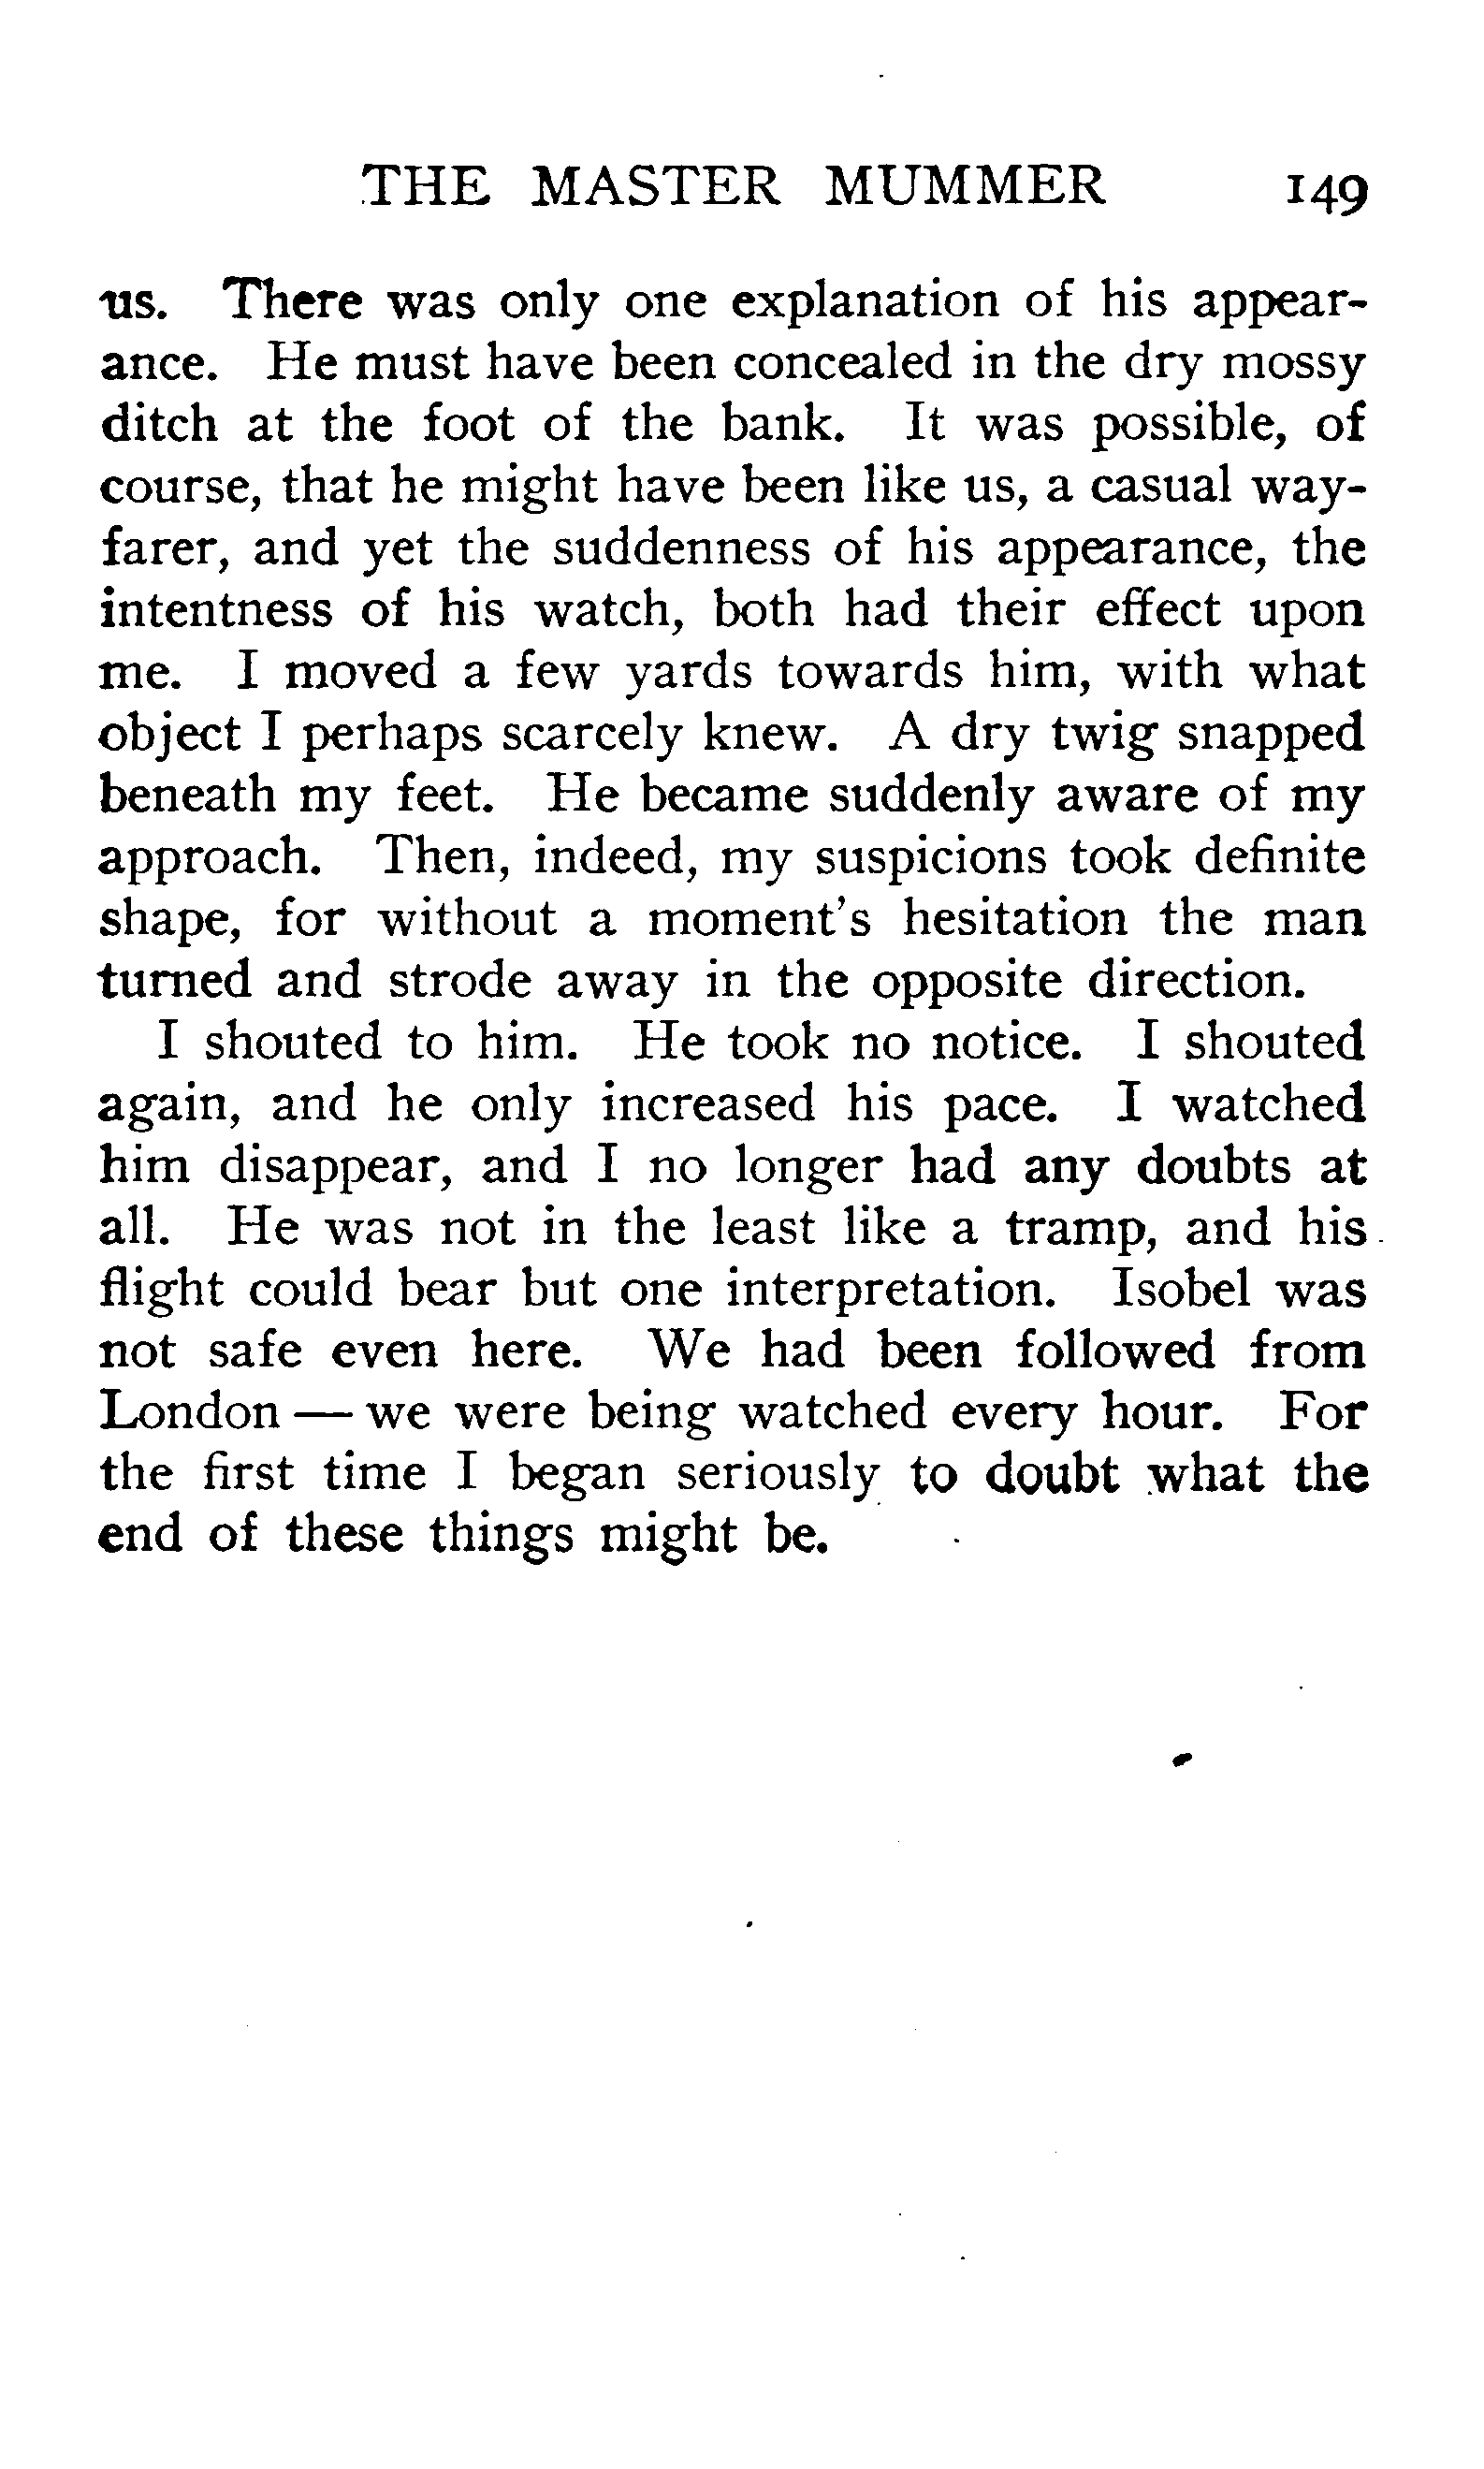 THE MASTER MUMMER 149
us. There was only one explanation of his appear-
ance. He must have been concealed in the dry mossy
ditch at the foot of the bank. It was possible, of
course, that he might have been like us, a casual way-
farer, and yet the suddenness of his appearance, the
intentness of his watch, both had their effect upon
me. I moved a few yards towards him, with what
object I perhaps scarcely knew. A dry twig snapped
beneath my feet. He became suddenly aware of my
approach. Then, indeed, my suspicions took definite
shape, for without a moment's hesitation the man
turned and strode away in the opposite direction.
I shouted to him. He took no notice. I shouted
again, and he only increased his pace. I watched
him disappear, and I no longer had any doubts at
all. He was not in the least like a tramp, and his
flight could bear but one interpretation. Isobel was
not safe even here. We had been followed from
London — we were being watched every hour. For
the first time I began seriously to doubt what the
end of these things might be.